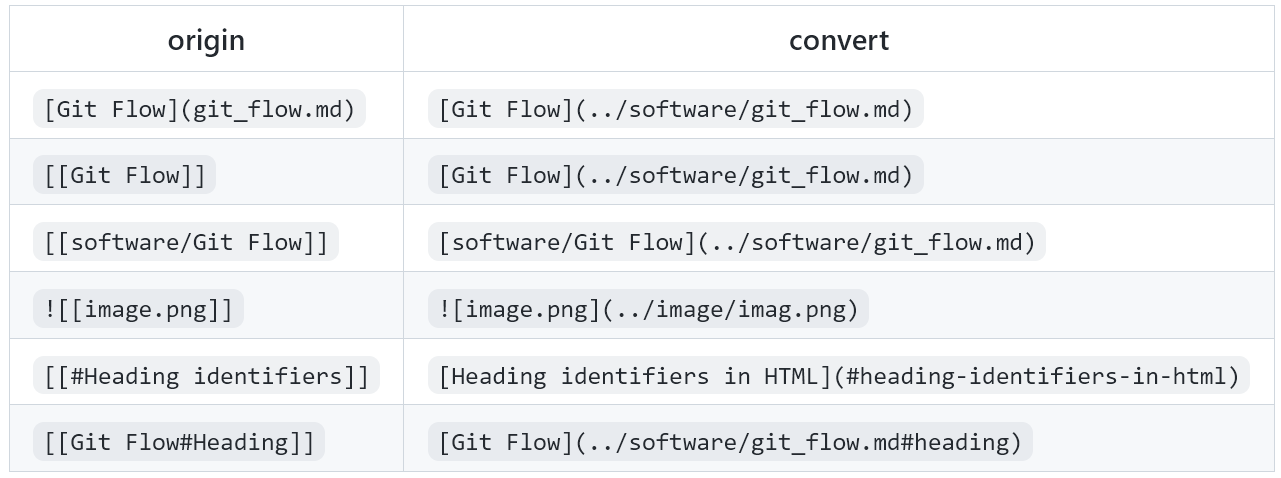 origin convert
[Git Flow](git_flow.md) [Git Flow](../software/git_flow.md)
[[Git Flow]] [Git Flow](../software/git_flow.md)
[[software/Git Flow]] [software/Git Flow](../software/git_flow.md)
![[image.png]] ![image.png](../image/imag.png)
[[#Heading identifiers]] [Heading identifiers in HTML](#heading-identifiers-in-html)
[[Git Flow#Heading]] [Git Flow](../software/git_flow.md#heading)